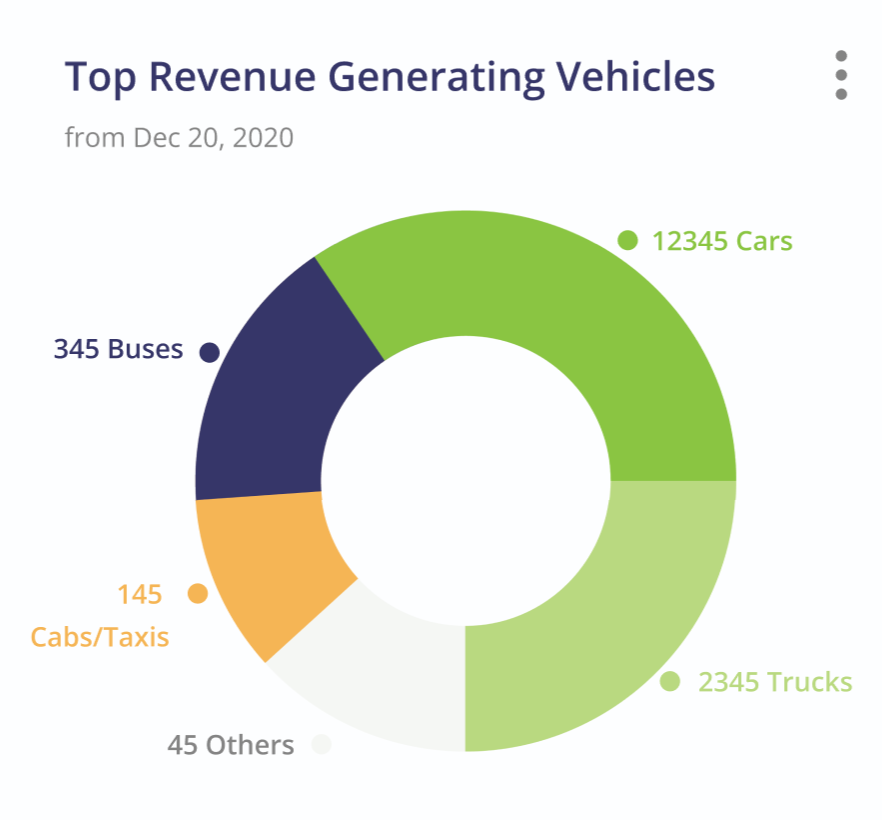 Top Revenue Generating Vehicles
from Dec 20, 2020
12345 Cars
345 Buses
145
Cabs/Taxis
2345 Trucks
45 Others